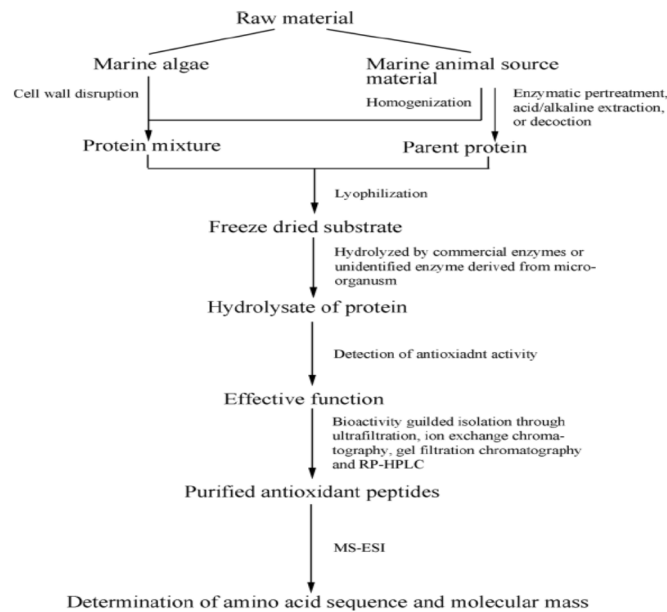 Raw material
Marine algae
Marine animal source
material
Cell wall disruption
Homogenization
Enzymatic pertreatment,
acid/alkaline extraction,
or decoction
Protein mixture
Parent protein
Lyophilization
Freeze dried substrate
Hydrolyzed by commercial enzymes or
unidentified enzyme derived from micro-
organusm
Hydrolysate of protein
Detection of antioxiadnt activity
Effective function
Bioactivity guilded isolation through
ultrafiltration, ion exchange chroma-
tography, gel filtration chromatography
and RP-HPLC
Purified antioxidant peptides
MS-ESI
Determination of amino acid sequence and molecular mass